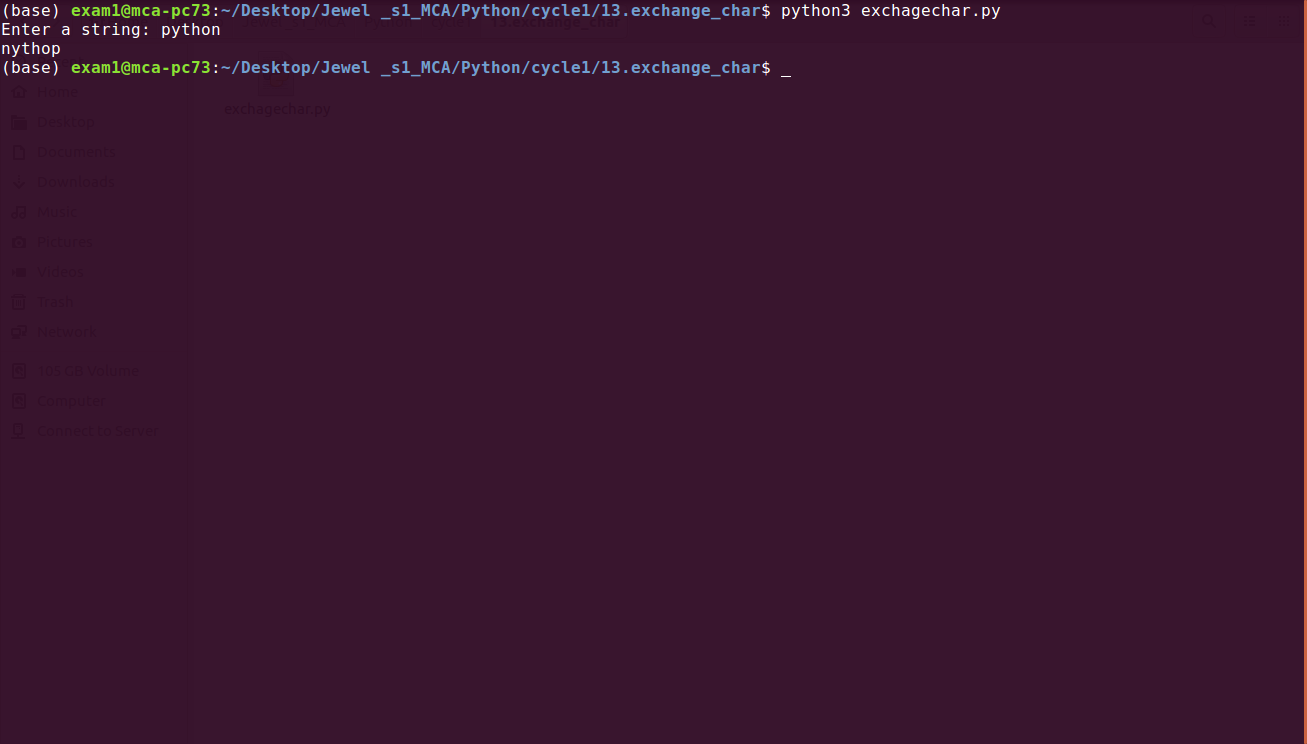 (base) exam1@mca-pc73:~/Desktop/Jewel _s1_MCA/Python/cycle1/13.exchange_char$ python3 exchagechar.py
Enter a string: python
nythop
(base) exam1@mca-pc73:~/Desktop/Jewel _s1_MCA/Python/cycle1/13.exchange_char$ _
Home
exchagechar.py
Desktop
Documents
Downloads
Music
Pictures
Videos
Trash
Network
105 GB Volume
Computer
Connect to Server